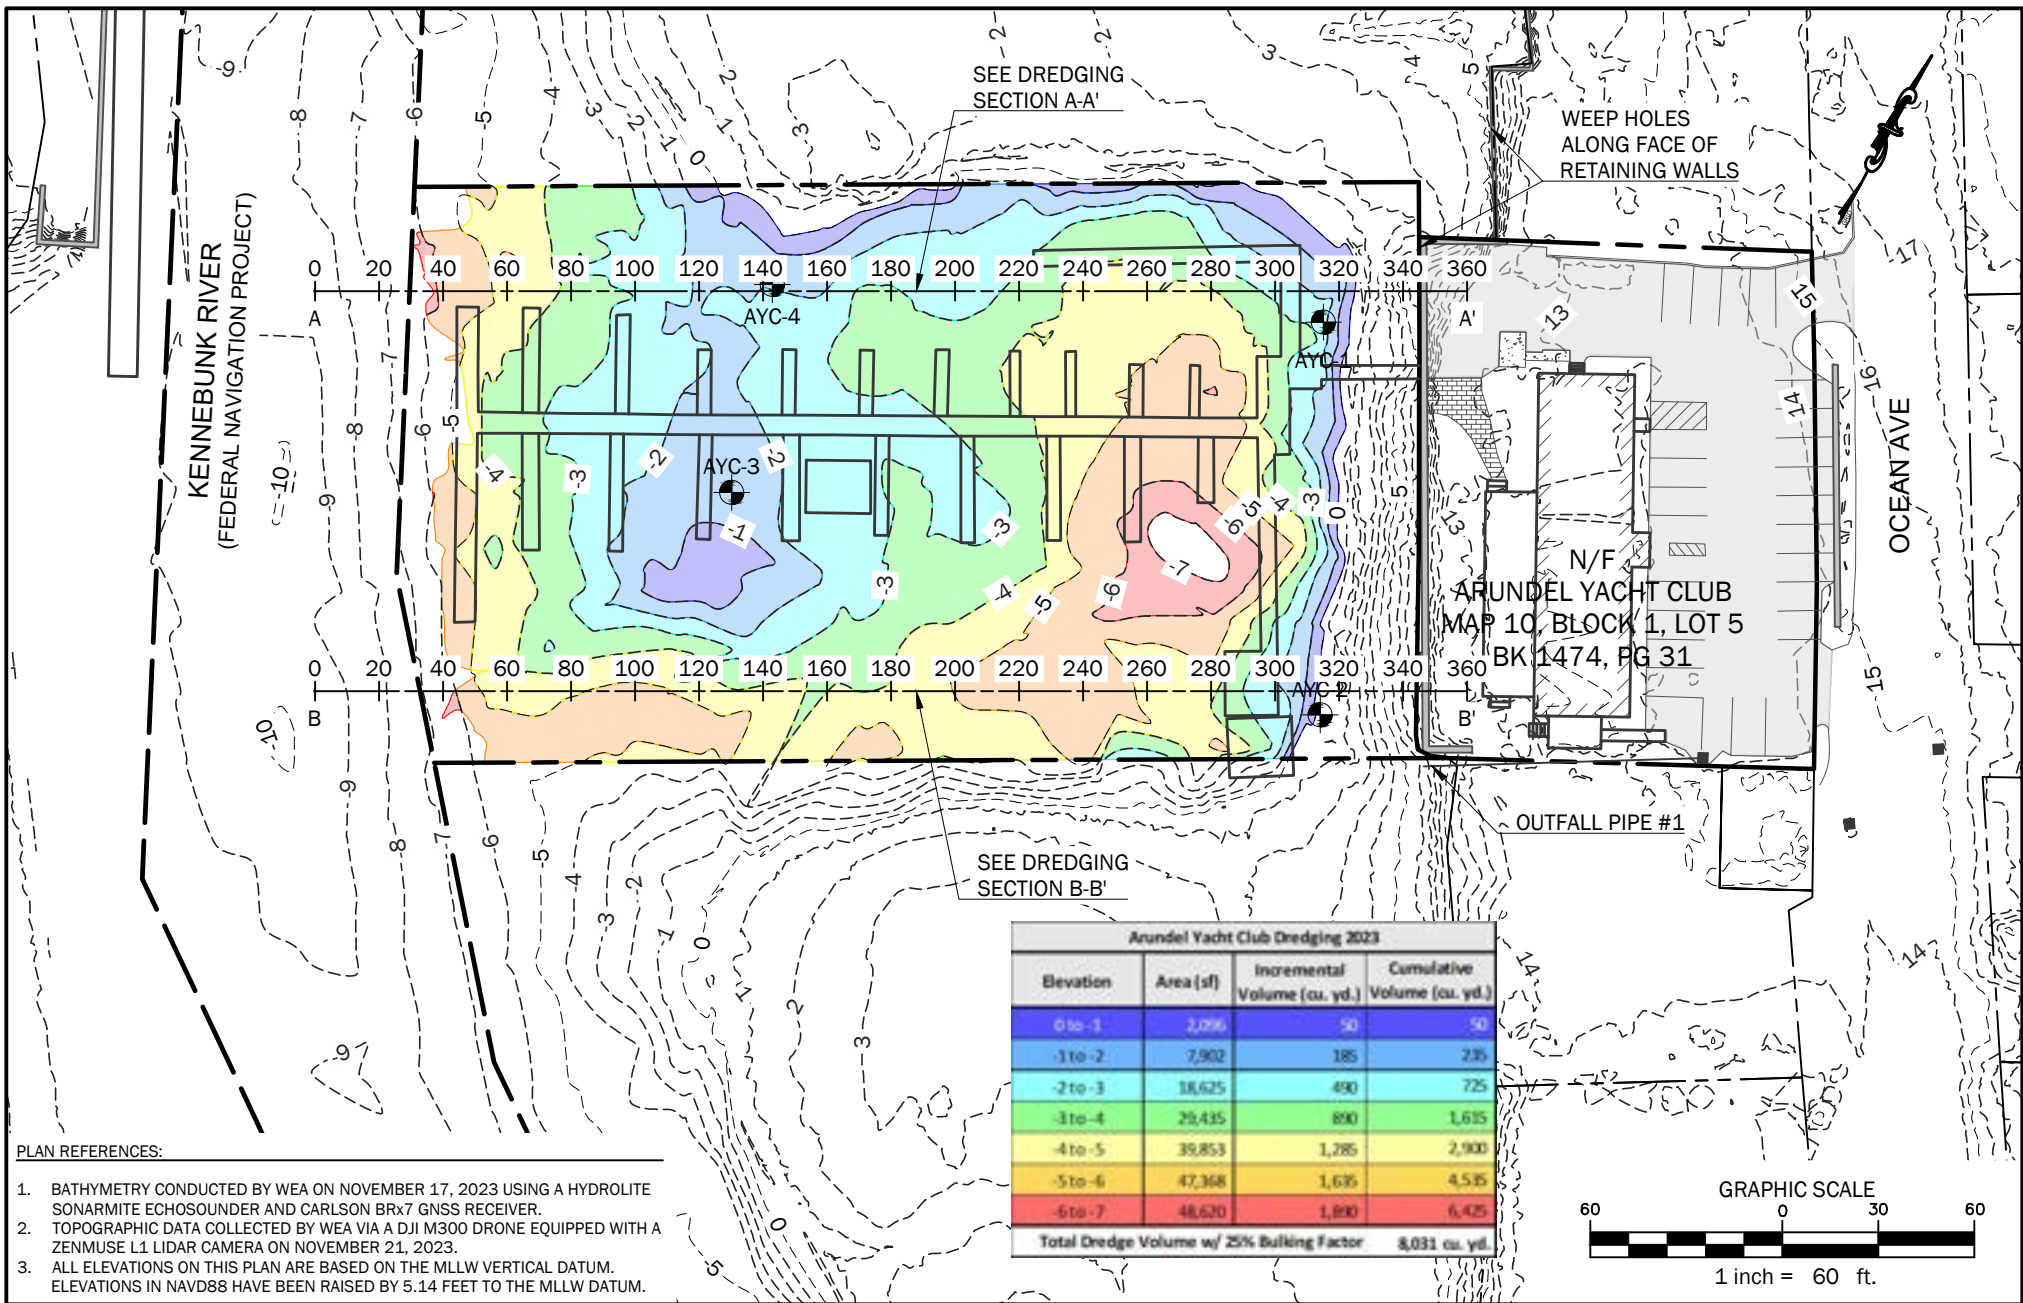 SEE DREDGING
SECTION A-A'
WEEP HOLES
ALONG FACE OF
RETAINING WALLS
KENNEBUNK RIVER
(FEDERAL NAVIGATION PROJECT)
0 20 40 60 80 100 120 140 160 180 200 220 240 260 280 300 320 340 360
A
A'
AYC-4
AYC-1
AYC-3
AYC-2
0 20 40 60 80 100 120 140 160 180 200 220 240 260 280 300 320 340 360
B
B'
N/F
ARUNDEL YACHT CLUB
MAP 10, BLOCK 1, LOT 5
BK 1474, PG 31
OCEAN AVE
OUTFALL PIPE #1
SEE DREDGING
SECTION B-B'
Arundel Yacht Club Dredging 2023
Elevation Area (sf) Incremental Volume (cu. yd.) Cumulative Volume (cu. yd.)
0 to -1 2,096 50 50
-1 to -2 7,902 185 235
-2 to -3 18,625 490 725
-3 to -4 29,435 890 1,615
-4 to -5 39,853 1,285 2,900
-5 to -6 47,368 1,635 4,535
-6 to -7 48,620 1,890 6,425
Total Dredge Volume w/ 25% Bulking Factor 8,031 cu. yd.
PLAN REFERENCES:
1. BATHYMETRY CONDUCTED BY WEA ON NOVEMBER 17, 2023 USING A HYDROLITE
SONARMITE ECHOSOUNDER AND CARLSON BRx7 GNSS RECEIVER.
2. TOPOGRAPHIC DATA COLLECTED BY WEA VIA A DJI M300 DRONE EQUIPPED WITH A
ZENMUSE L1 LIDAR CAMERA ON NOVEMBER 21, 2023.
3. ALL ELEVATIONS ON THIS PLAN ARE BASED ON THE MLLW VERTICAL DATUM.
ELEVATIONS IN NAVD88 HAVE BEEN RAISED BY 5.14 FEET TO THE MLLW DATUM.
GRAPHIC SCALE
60 0 30 60
1 inch = 60 ft.